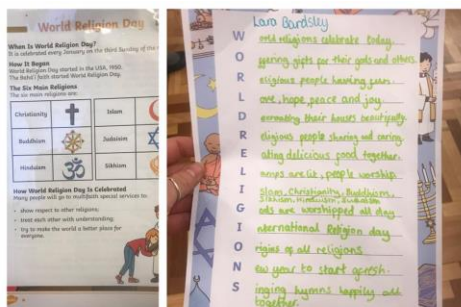 World Religion Day
When Is World Religion Day?
It is celebrated every January on the third Sunday of the
How It Began
World Religion Day started in the USA, 1950.
The Bahá'í faith started World Religion Day.
The Six Main Religions
The six main religions are:
Christianity
Islam
Buddhism
Judaism
Hinduism
Sikhism
How World Religion Day Is Celebrated
Many people will go to multifaith special services to:
show respect to other religions;
treat each other with understanding;
try to make the world a better place for
everyone.
Lara Bardsley
W orld religions celebrate today.
O ffering gifts for their gods and others.
R eligious people having
L ove, hope, peace and joy.
D ecorating their houses beautifully.
R eligious people sharing and caring.
E ating delicious food together.
L amps are lit, people worship.
I slam, Christianity, Buddhism,
Sikhism, Hinduism,
G ods are worshipped all day
I nternational Religion day
O rigins of all religions
N ew year to start afresh.
S inging hymns happily all
together.